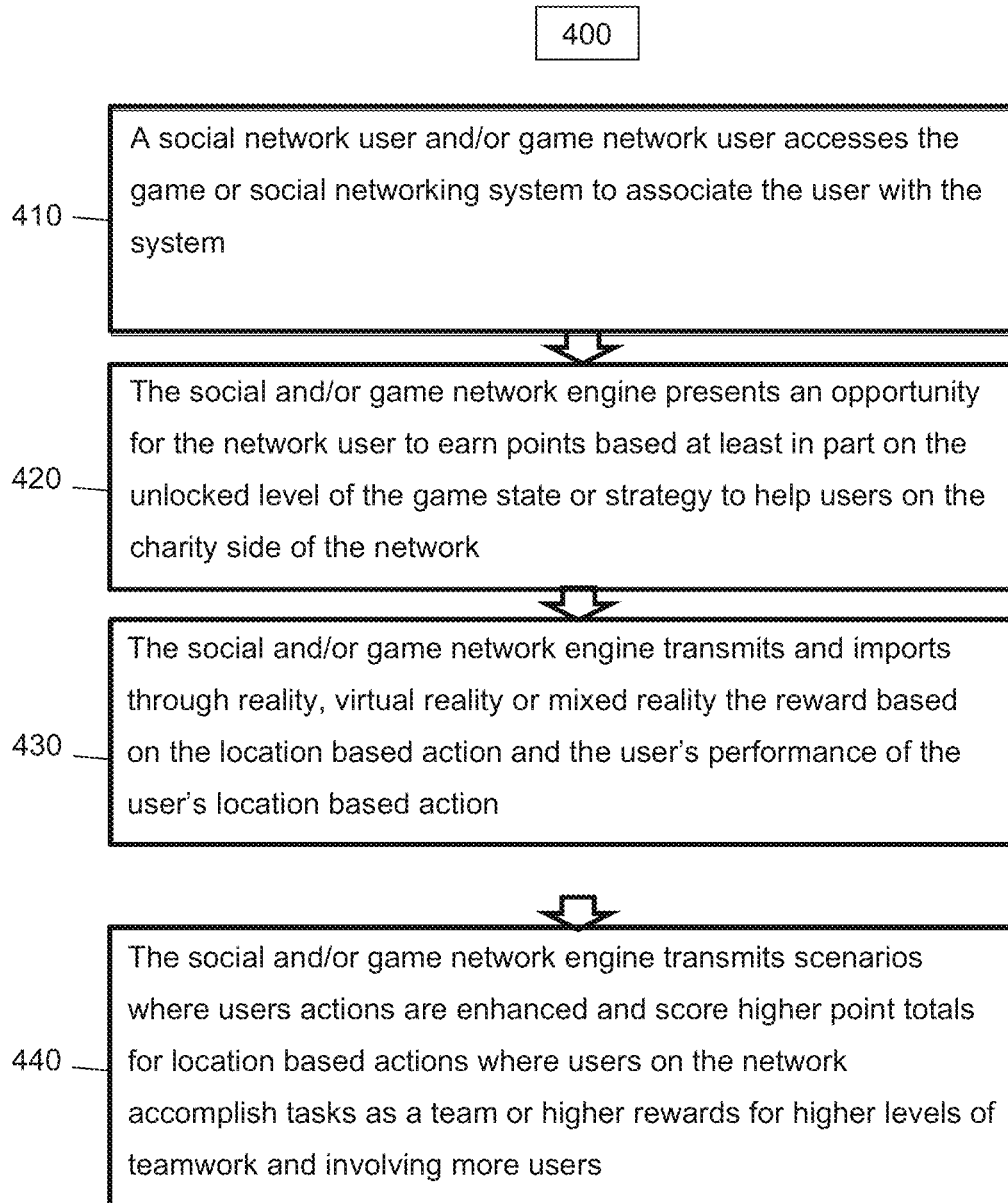 400
A social network user and/or game network user accesses the
game or social networking system to associate the user with the
system
410
The social and/or game network engine presents an opportunity
for the network user to earn points based at least in part on the
unlocked level of the game state or strategy to help users on the
charity side of the network
420
The social and/or game network engine transmits and imports
through reality, virtual reality or mixed reality the reward based
on the location based action and the user's performance of the
user's location based action
430
The social and/or game network engine transmits scenarios
where users actions are enhanced and score higher point totals
for location based actions where users on the network
accomplish tasks as a team or higher rewards for higher levels of
teamwork and involving more users
440